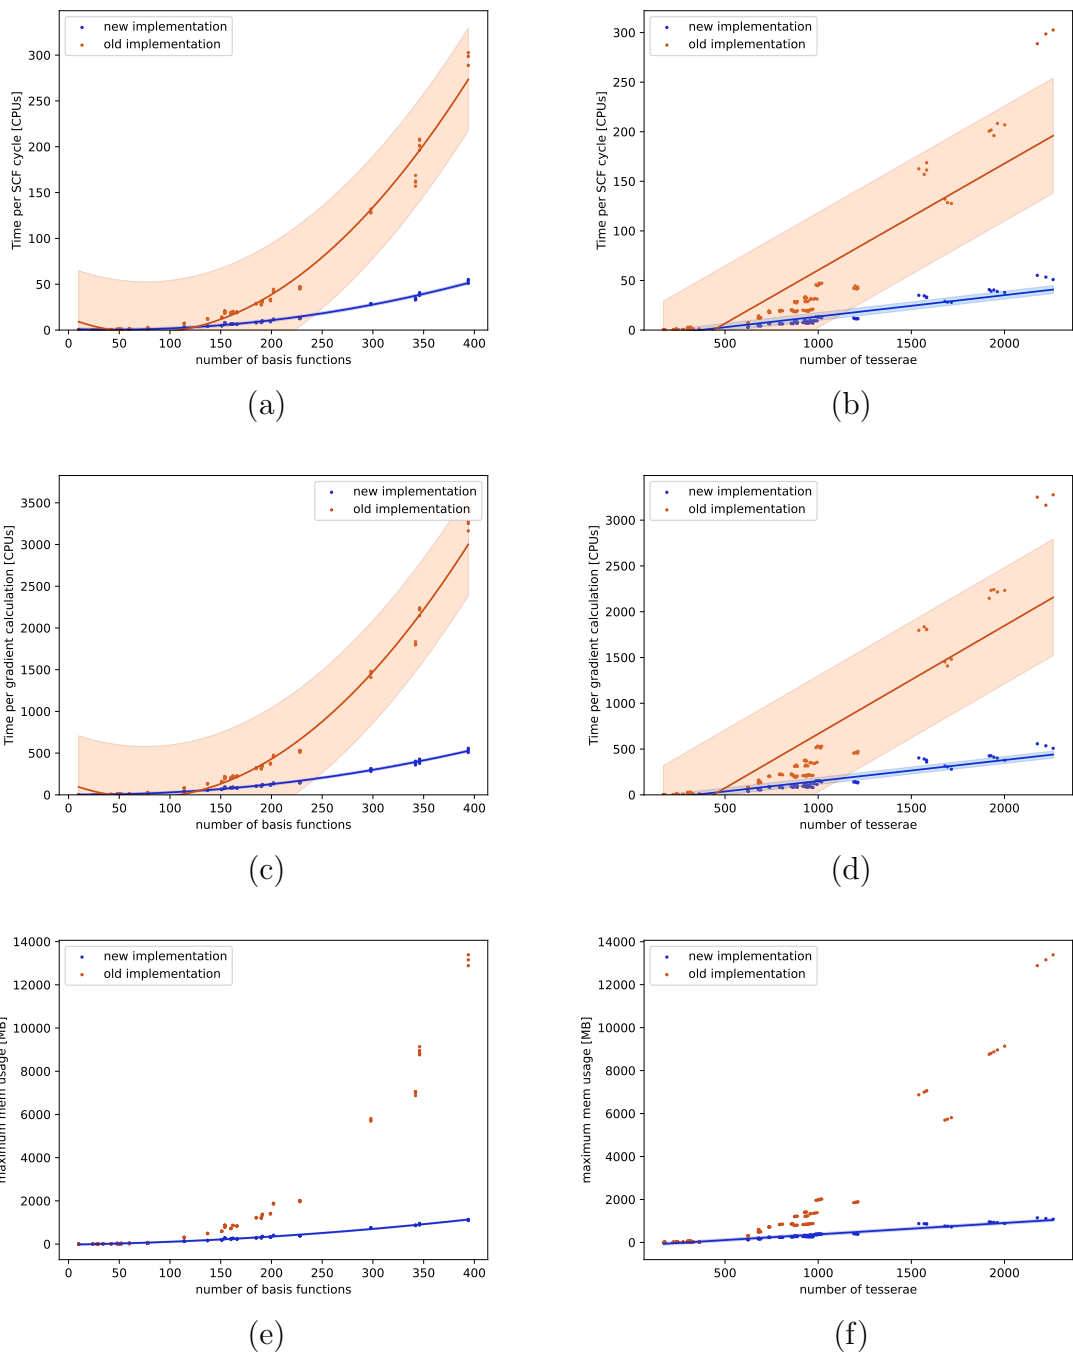 new implementation
old implementation
Time per SCF cycle [CPUs]
300
250
200
150
100
50
0
0 50 100 150 200 250 300 350 400
number of basis functions
(a)
new implementation
old implementation
Time per SCF cycle [CPUs]
300
250
200
150
100
50
0
500 1000 1500 2000
number of tesserae
(b)
new implementation
old implementation
Time per gradient calculation [CPUs]
3500
3000
2500
2000
1500
1000
500
0
0 50 100 150 200 250 300 350 400
number of basis functions
(c)
new implementation
old implementation
Time per gradient calculation [CPUs]
3000
2500
2000
1500
1000
500
0
500 1000 1500 2000
number of tesserae
(d)
new implementation
old implementation
maximum mem usage [MB]
14000
12000
10000
8000
6000
4000
2000
0
0 50 100 150 200 250 300 350 400
number of basis functions
(e)
new implementation
old implementation
maximum mem usage [MB]
14000
12000
10000
8000
6000
4000
2000
0
500 1000 1500 2000
number of tesserae
(f)